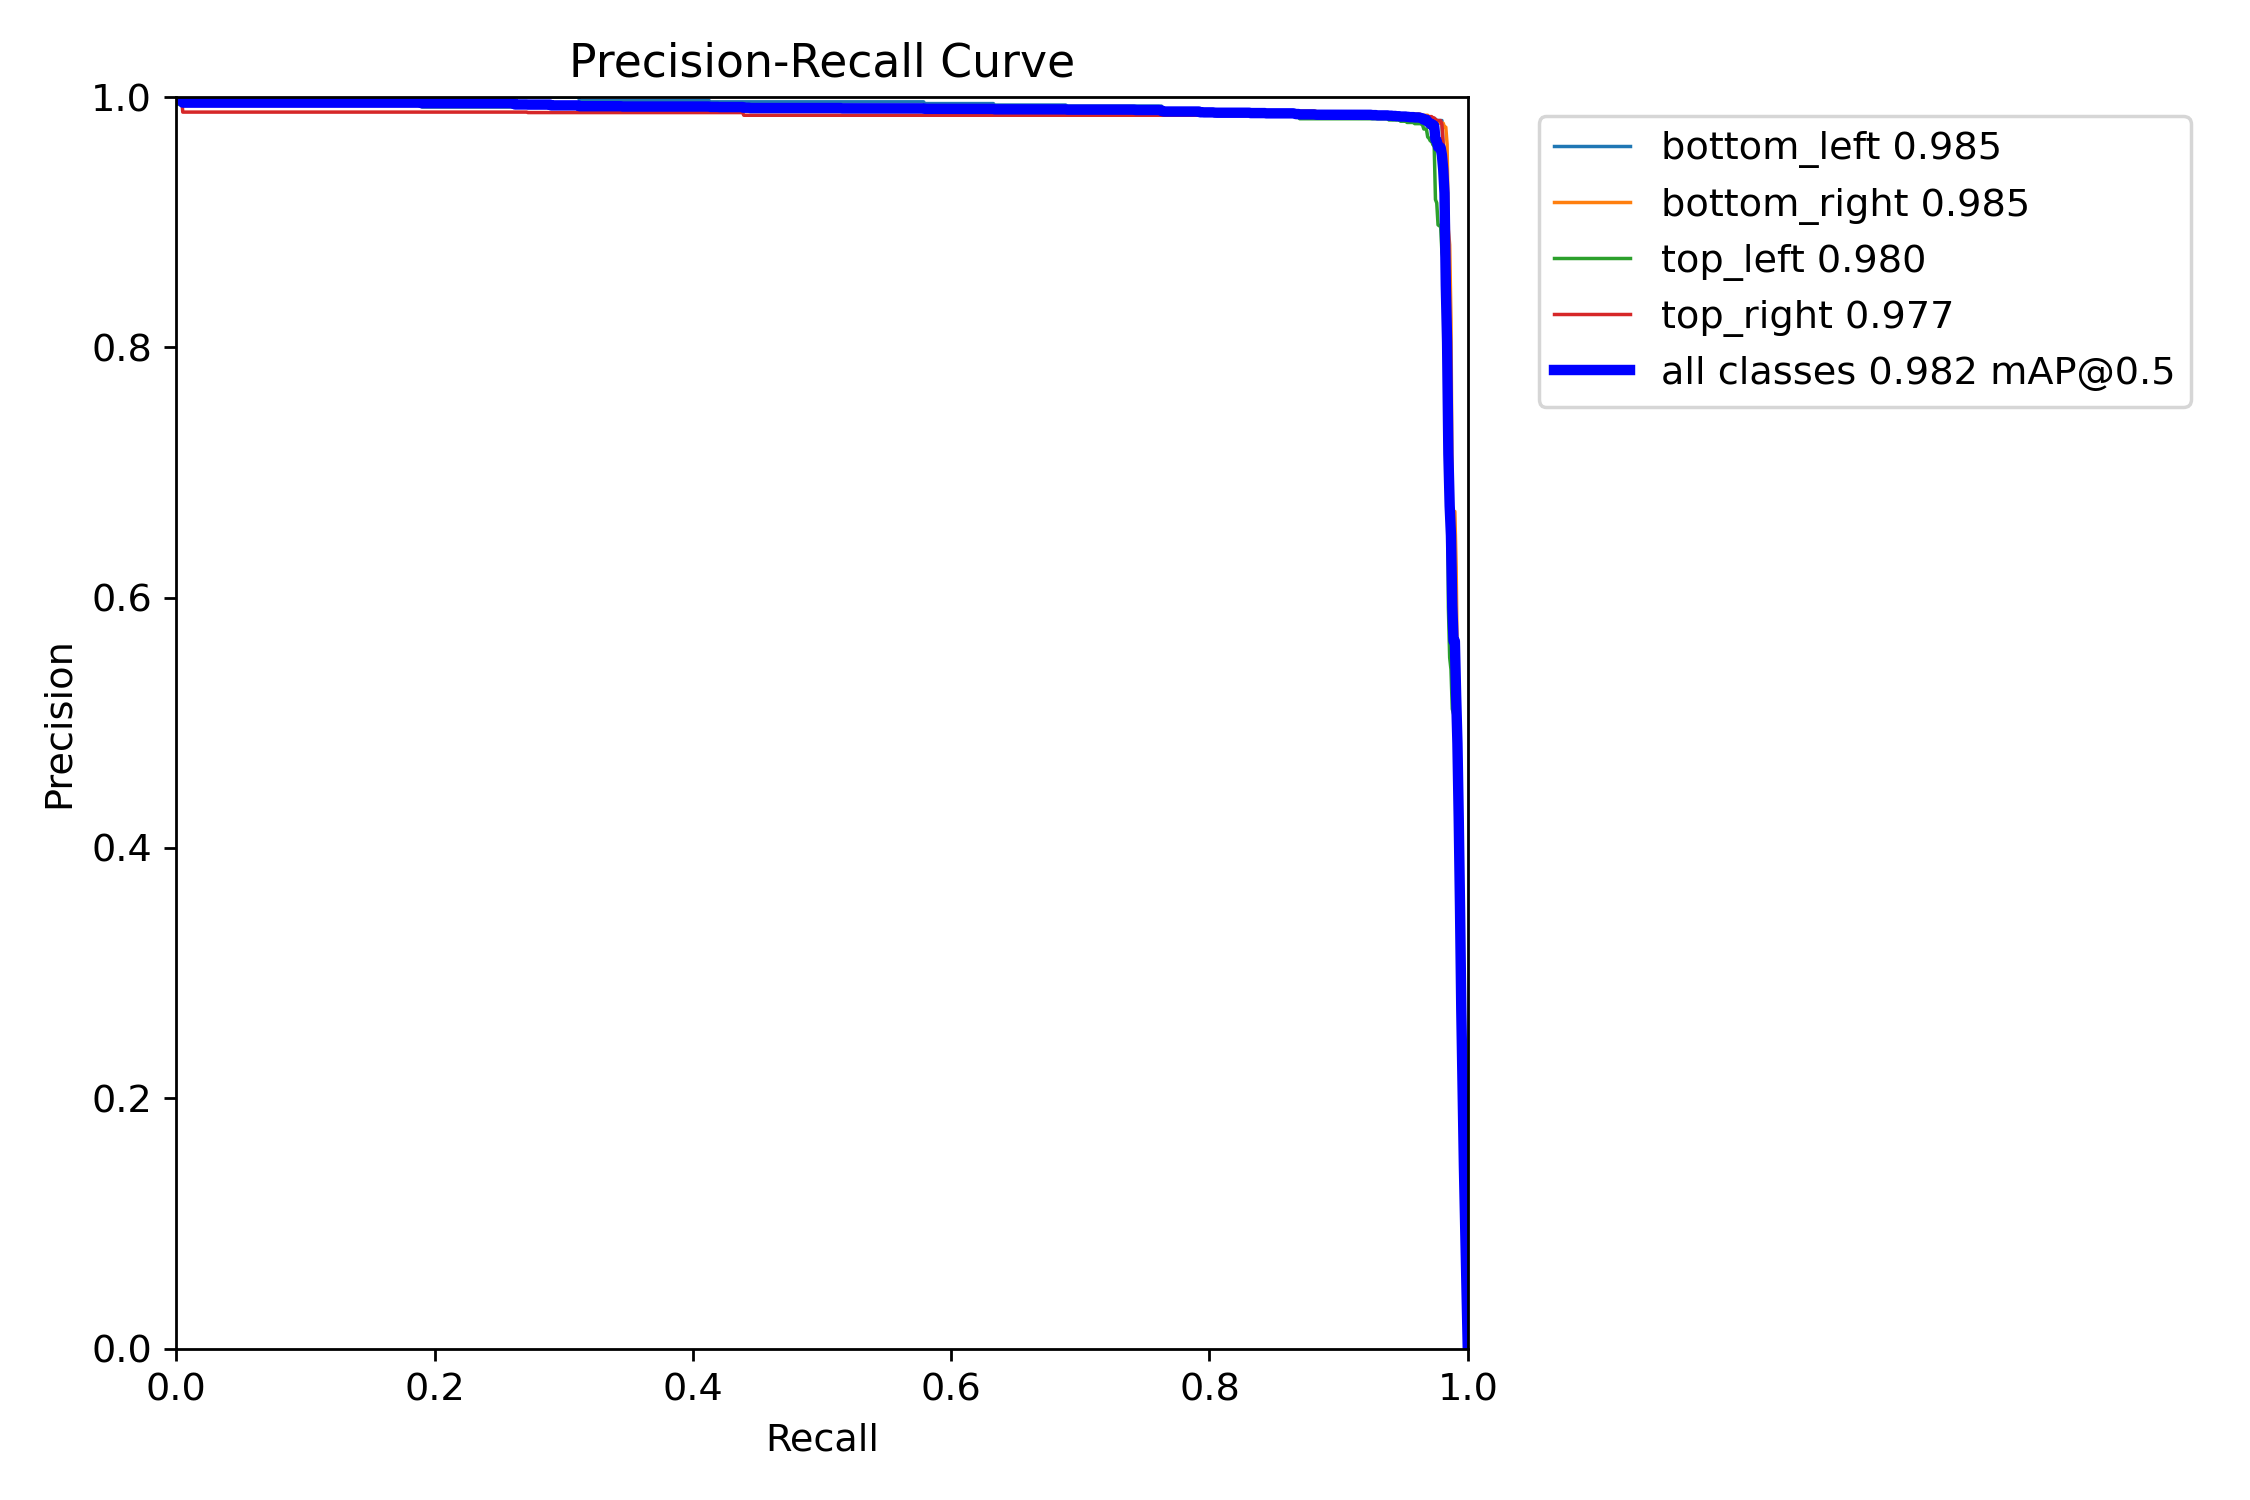 Precision-Recall Curve
1.0
0.8
0.6
0.4
0.2
0.0
Precision
0.0 0.2 0.4 0.6 0.8 1.0
Recall
bottom_left 0.985
bottom_right 0.985
top_left 0.980
top_right 0.977
all classes 0.982 mAP@0.5